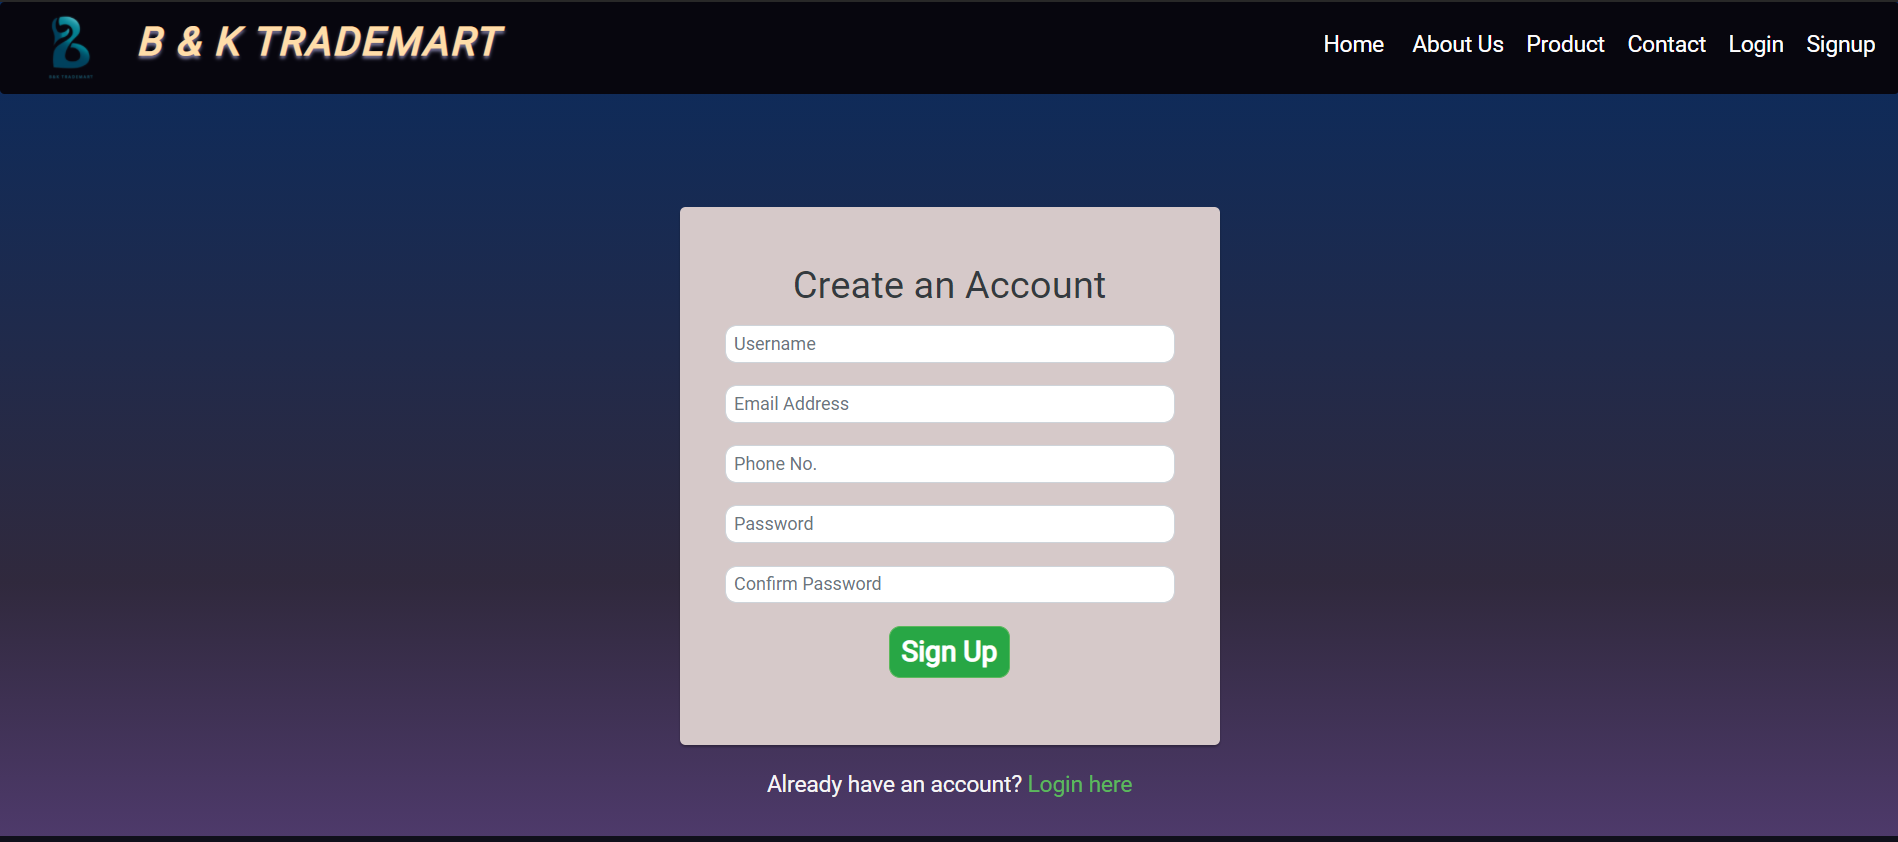 B & K TRADEMART
Home About Us Product Contact Login Signup
Create an Account
Username
Email Address
Phone No.
Password
Confirm Password
Sign Up
Already have an account? Login here